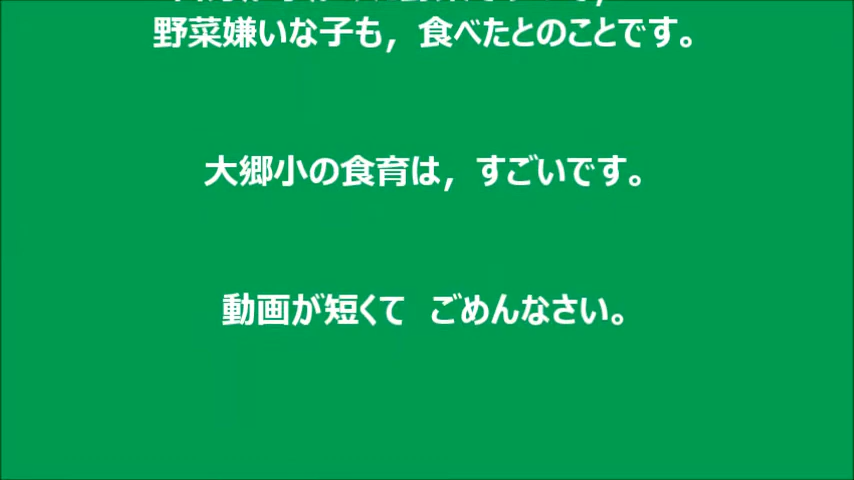 野菜嫌いな子も，食べたとのことです。
大郷小の食育は，すごいです。
動画が短くて　ごめんなさい。